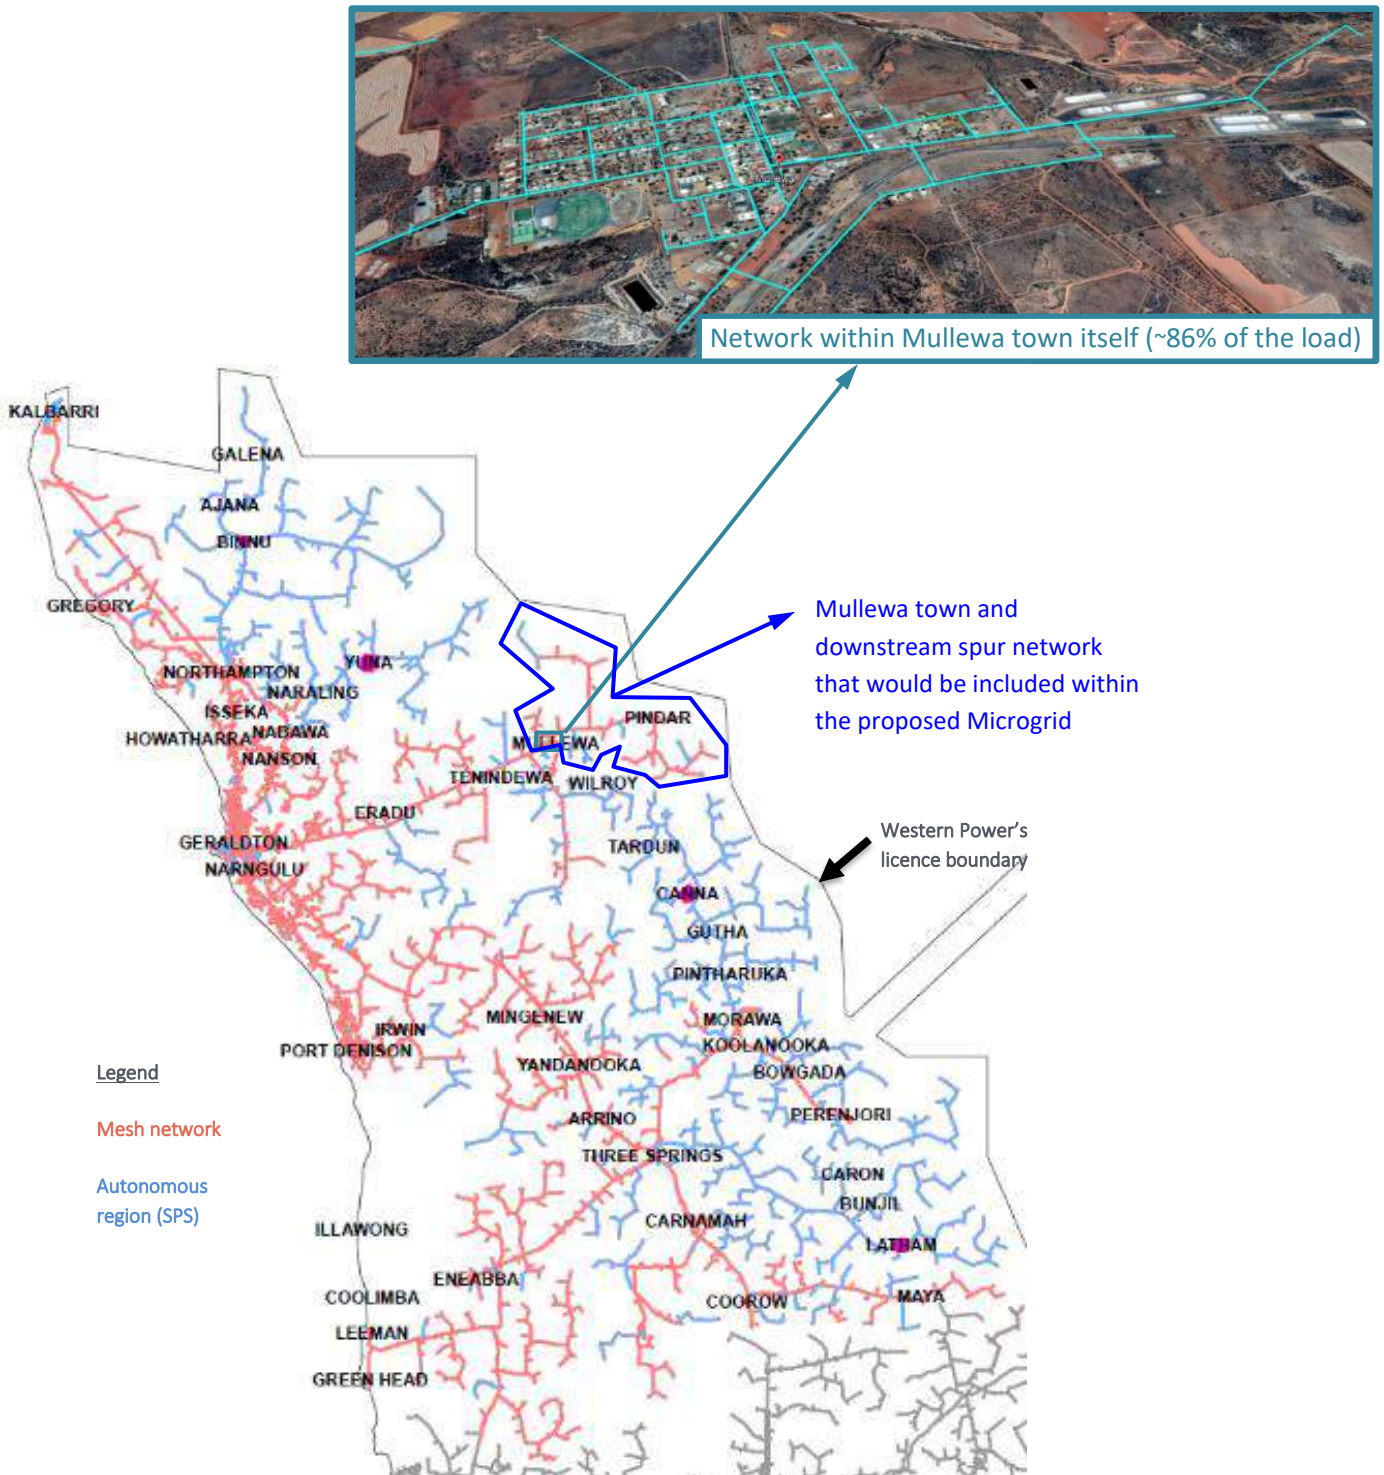 Mullewa
Network within Mullewa town itself (~86% of the load)
KALBARRI
GALENA
AJANA
BINNU
GREGORY
Mullewa town and
downstream spur network
that would be included within
the proposed Microgrid
YUNA
NORTHAMPTON
NARALING
ISSEKA
PINDAR
NABAWA
HOWATHARRA
MULLEWA
NANSON
TENINDEWA
WILROY
ERADU
Western Power's
licence boundary
GERALDTON
TARDUN
NARNGULU
CANNA
GUTHA
PINTHARUKA
MINGENEW
MORAWA
IRWIN
KOOLANOOKA
PORT DENISON
YANDANOOKA
BOWGADA
Legend
PERENJORI
ARRINO
Mesh network
THREE SPRINGS
CARON
Autonomous
region (SPS)
BUNJIL
CARNAMAH
ILLAWONG
LATHAM
ENEABBA
COOLIMBA
COOROW
MAYA
LEEMAN
GREEN HEAD